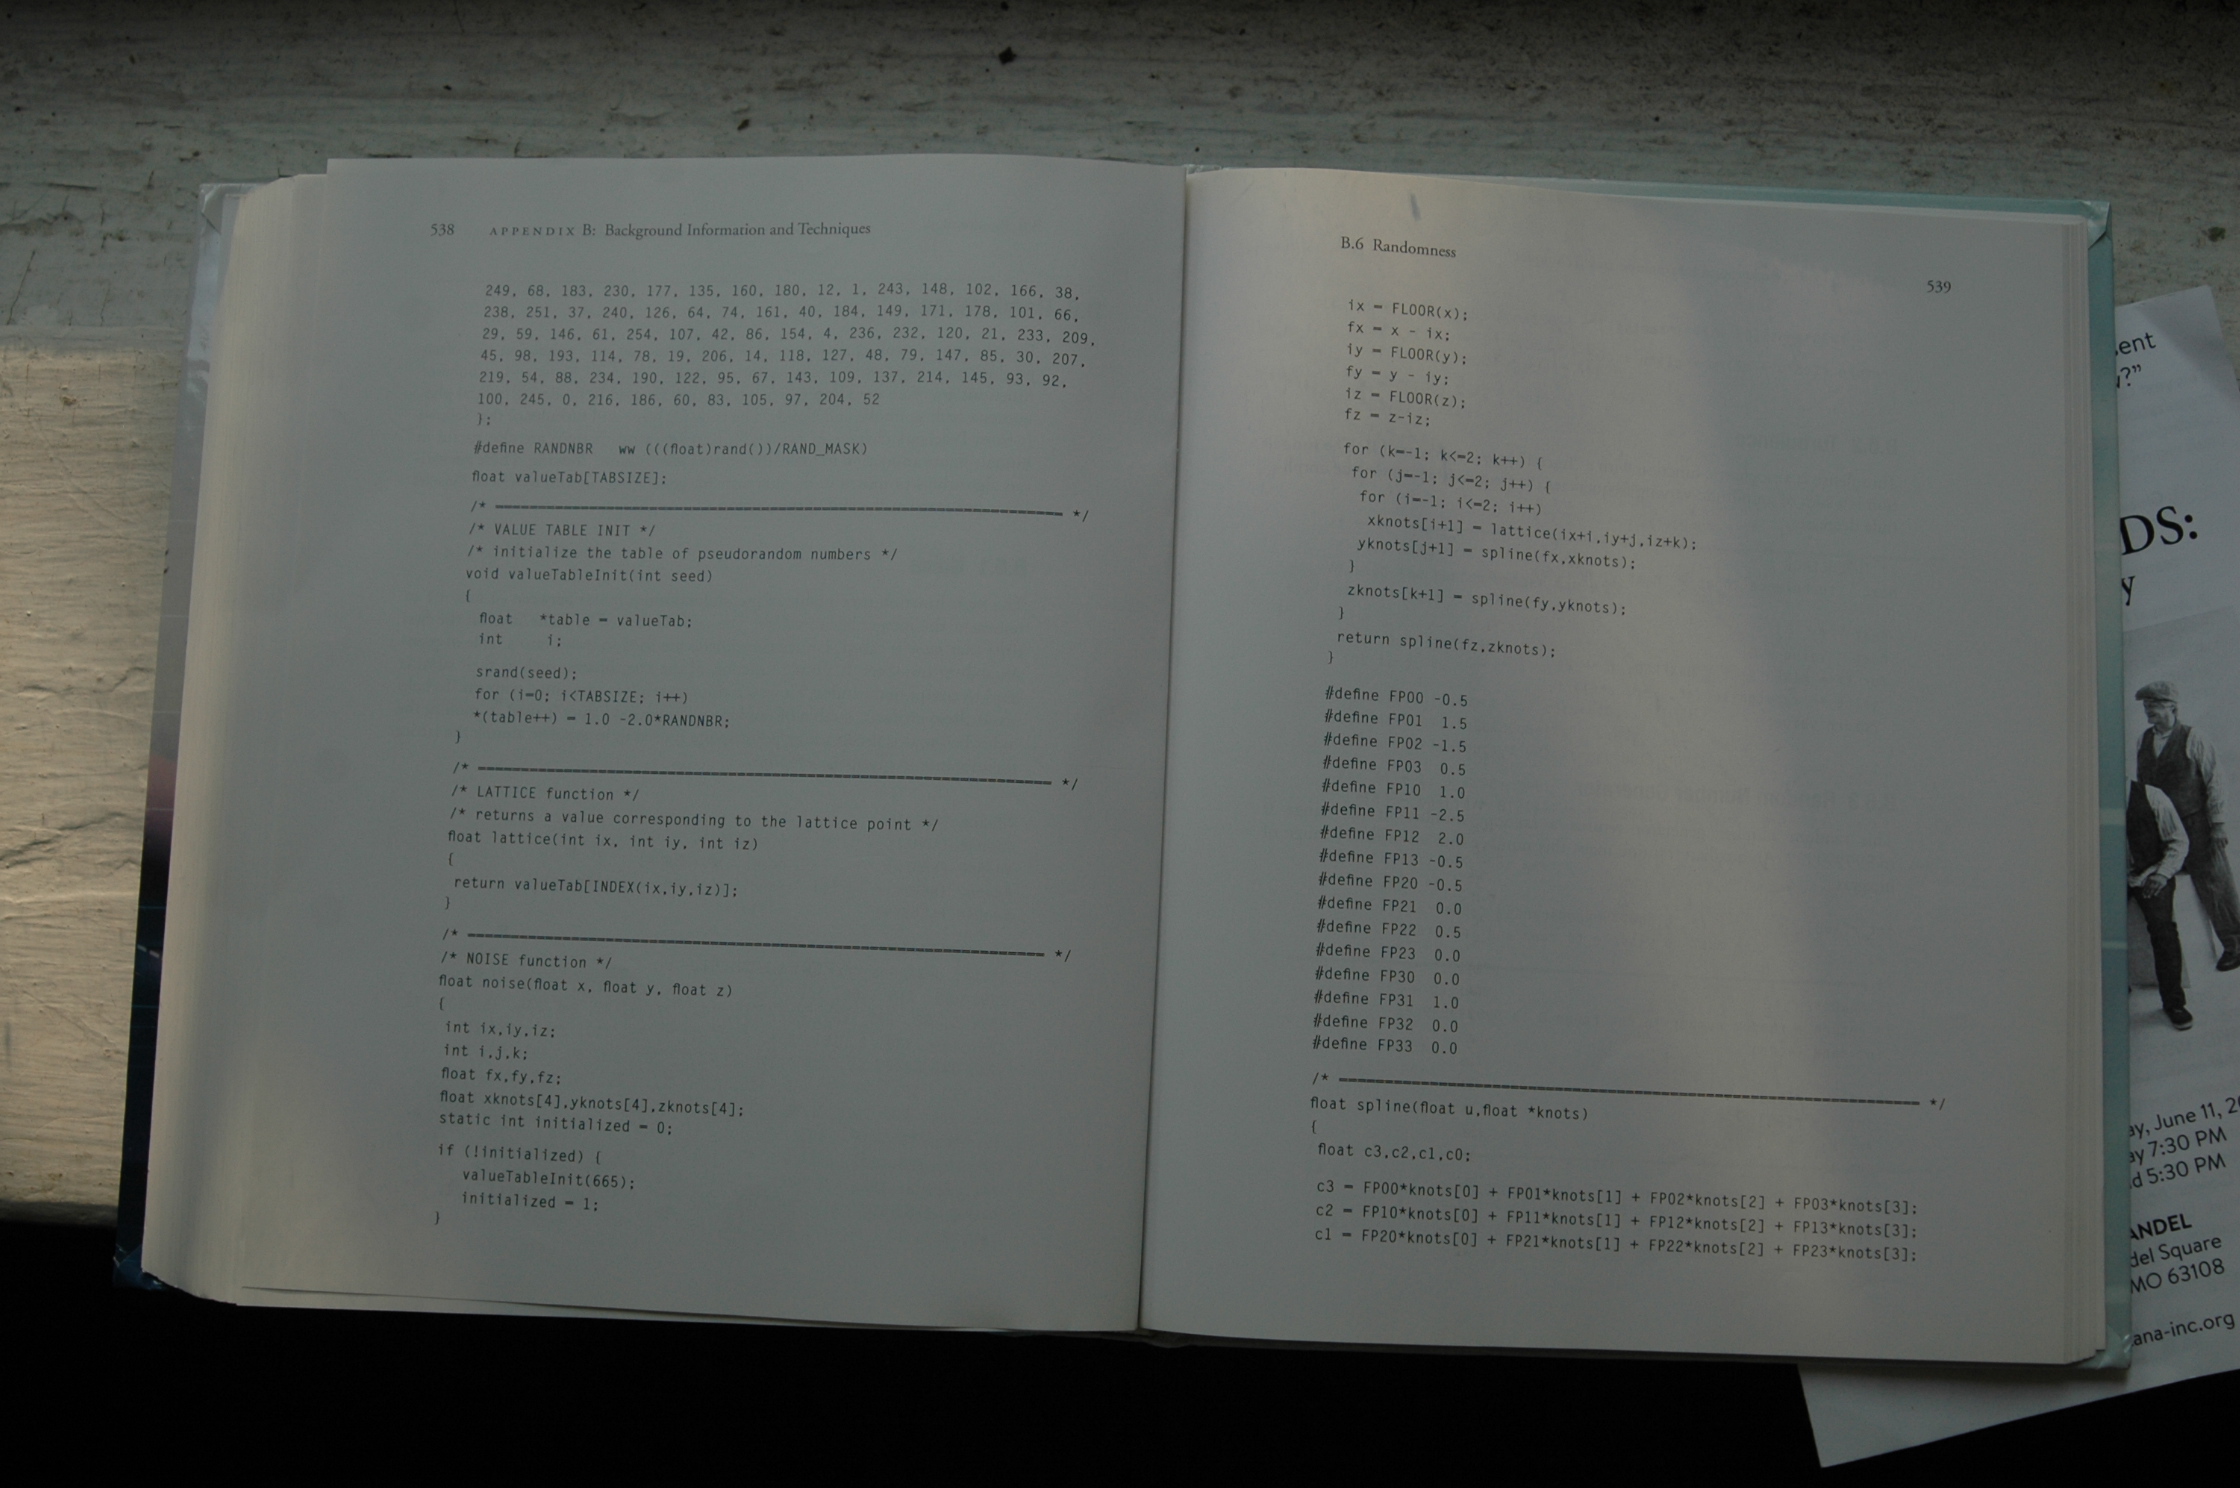 538 APPENDIX B: Background Information and Techniques
249, 68, 183, 230, 177, 135, 160, 180, 12, 1, 243, 148, 102, 166, 38,
238, 251, 37, 240, 126, 64, 74, 161, 40, 184, 149, 171, 178, 101, 66,
29, 59, 146, 61, 254, 107, 42, 86, 154, 4, 236, 232, 120, 21, 233, 209,
45, 98, 193, 114, 78, 19, 206, 14, 118, 127, 48, 79, 147, 85, 30, 207,
219, 54, 88, 234, 190, 122, 95, 67, 143, 109, 137, 214, 145, 93, 92,
100, 245, 0, 216, 186, 60, 83, 105, 97, 204, 52
};
#define RANDNBR ww (((float)rand())/RAND_MASK)
float valueTab[TABSIZE];
/* ================================================== */
/* VALUE TABLE INIT */
/* initialize the table of pseudorandom numbers */
void valueTableInit(int seed)
{
float *table = valueTab;
int i;
srand(seed);
for (i=0; i<TABSIZE; i++)
*(table++) = 1.0 -2.0*RANDNBR;
}
/* ================================================== */
/* LATTICE function */
/* returns a value corresponding to the lattice point */
float lattice(int ix, int iy, int iz)
{
return valueTab[INDEX(ix,iy,iz)];
}
/* ================================================== */
/* NOISE function */
float noise(float x, float y, float z)
{
int ix,iy,iz;
int i,j,k;
float fx,fy,fz;
float xknots[4],yknots[4],zknots[4];
static int initialized = 0;
if (!initialized) {
valueTableInit(665);
initialized = 1;
}
B.6 Randomness
539
ix = FLOOR(x);
fx = x - ix;
iy = FLOOR(y);
fy = y - iy;
iz = FLOOR(z);
fz = z-iz;
for (k=-1; k<=2; k++) {
for (j=-1; j<=2; j++) {
for (i=-1; i<=2; i++)
xknots[i+1] = lattice(ix+i,iy+j,iz+k);
yknots[j+1] = spline(fx,xknots);
}
zknots[k+1] = spline(fy,yknots);
}
return spline(fz,zknots);
}
#define FP00 -0.5
#define FP01 1.5
#define FP02 -1.5
#define FP03 0.5
#define FP10 1.0
#define FP11 -2.5
#define FP12 2.0
#define FP13 -0.5
#define FP20 -0.5
#define FP21 0.0
#define FP22 0.5
#define FP23 0.0
#define FP30 0.0
#define FP31 1.0
#define FP32 0.0
#define FP33 0.0
/* ================================================== */
float spline(float u,float *knots)
{
float c3,c2,c1,c0;
c3 = FP00*knots[0] + FP01*knots[1] + FP02*knots[2] + FP03*knots[3];
c2 = FP10*knots[0] + FP11*knots[1] + FP12*knots[2] + FP13*knots[3];
c1 = FP20*knots[0] + FP21*knots[1] + FP22*knots[2] + FP23*knots[3];
ent
?"
DS:
y
ay, June 11, 2
ay 7:30 PM
d 5:30 PM
ANDEL
del Square
MO 63108
ana-inc.org